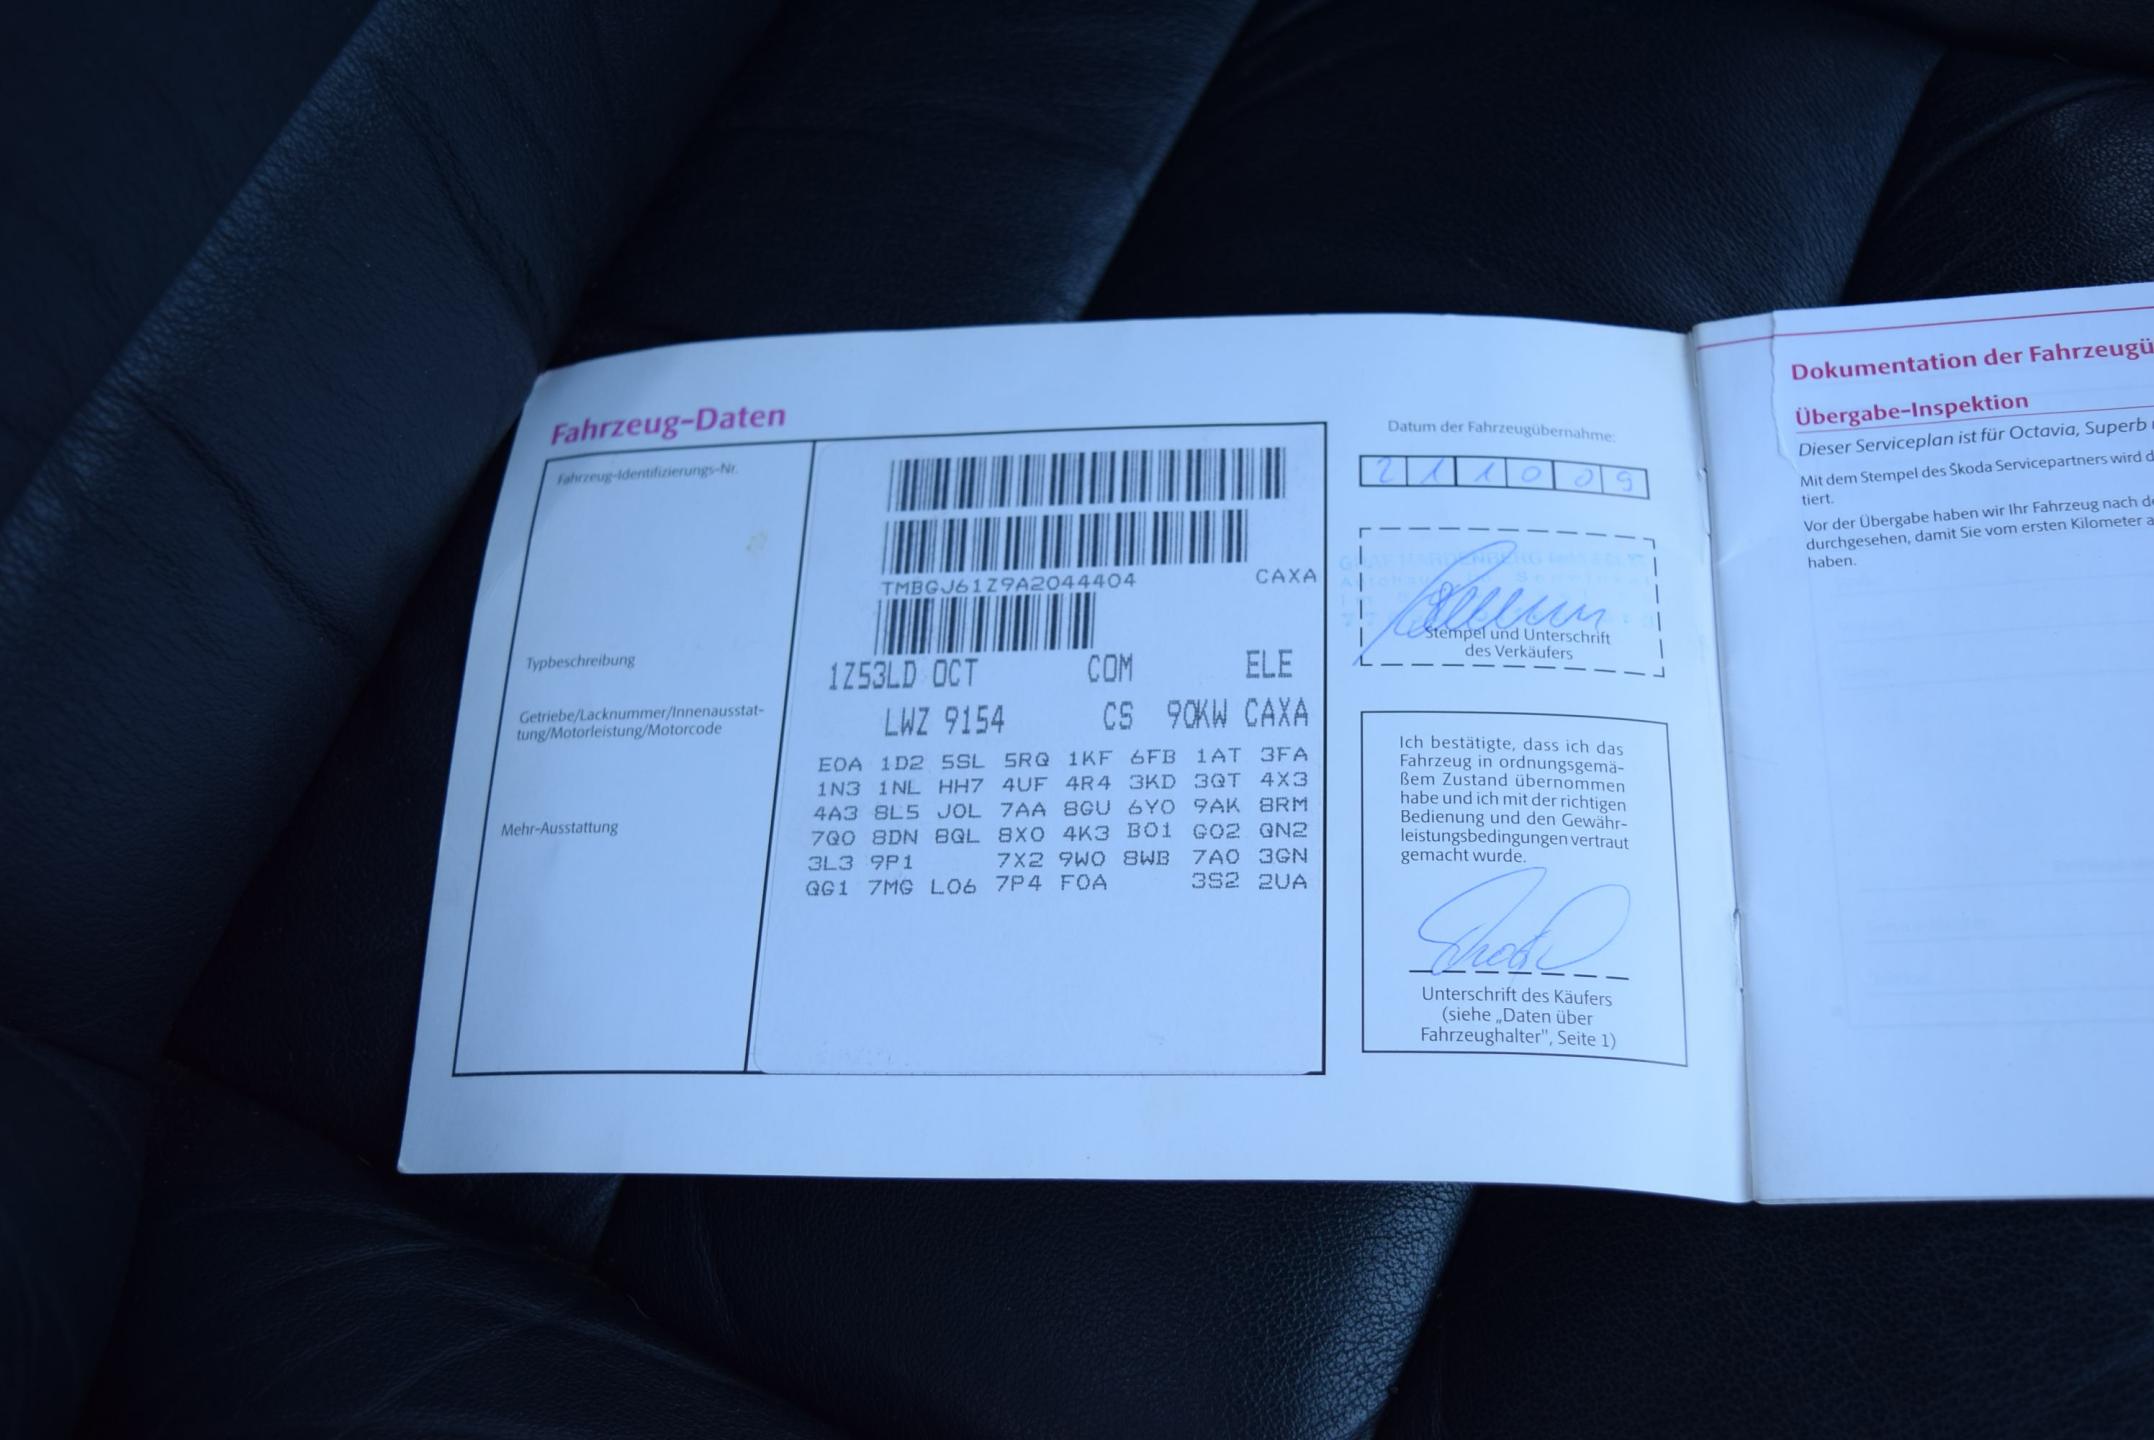 Fahrzeug-Daten
Fahrzeug-Identifizierungs-Nr.
TMBGJ61Z9A2044404 CAXA
Typbeschreibung
1Z53LD OCT COM ELE
Getriebe/Lacknummer/Innenausstat-
tung/Motorleistung/Motorcode
LWZ 9154 CS 90KW CAXA
Mehr-Ausstattung
E0A 1D2 5SL 5RQ 1KF 6FB 1AT 3FA
1N3 1NL HH7 4UF 4R4 3KD 3QT 4X3
4A3 8L5 J0L 7AA 8GU 6Y0 9AK 8RM
7Q0 8DN 8QL 8X0 4K3 B01 G02 QN2
3L3 9P1 7X2 9W0 8WB 7A0 3GN
QG1 7MG L06 7P4 F0A 3S2 2UA
Datum der Fahrzeugübernahme:
211009
Stempel und Unterschrift
des Verkäufers
Ich bestätigte, dass ich das
Fahrzeug in ordnungsgemä-
ßem Zustand übernommen
habe und ich mit der richtigen
Bedienung und den Gewähr-
leistungsbedingungen vertraut
gemacht wurde.
Unterschrift des Käufers
(siehe „Daten über
Fahrzeughalter", Seite 1)
Dokumentation der Fahrzeugü
Übergabe-Inspektion
Dieser Serviceplan ist für Octavia, Superb
Mit dem Stempel des Škoda Servicepartners wird d
tiert.
Vor der Übergabe haben wir Ihr Fahrzeug nach de
durchgesehen, damit Sie vom ersten Kilometer a
haben.